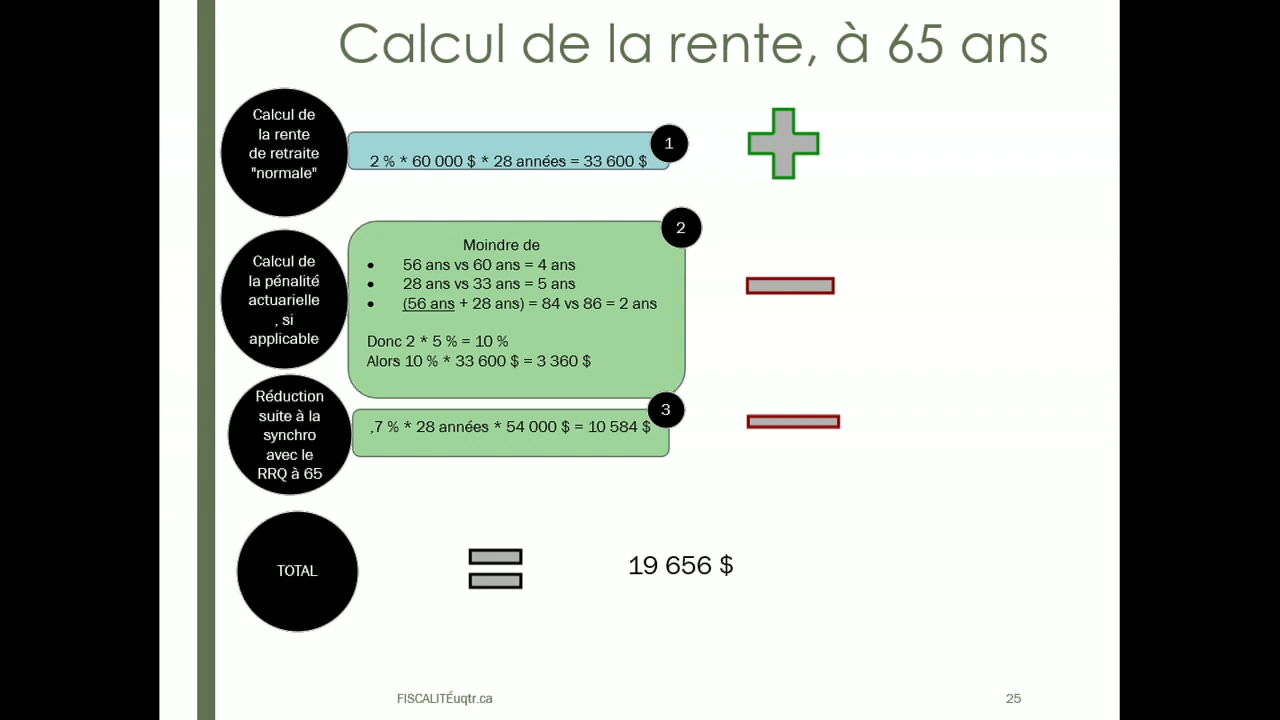 Calcul de la rente, à 65 ans
Calcul de
la rente
de retraite
"normale"
2 % * 60 000 $ * 28 années = 33 600 $
1
Calcul de
la pénalité
actuarielle
, si
applicable
2
Moindre de
• 56 ans vs 60 ans = 4 ans
• 28 ans vs 33 ans = 5 ans
• (56 ans + 28 ans) = 84 vs 86 = 2 ans
Donc 2 * 5 % = 10 %
Alors 10 % * 33 600 $ = 3 360 $
Réduction
suite à la
synchro
avec le
RRQ à 65
3
,7 % * 28 années * 54 000 $ = 10 584 $
TOTAL
19 656 $
FISCALITÉuqtr.ca
25